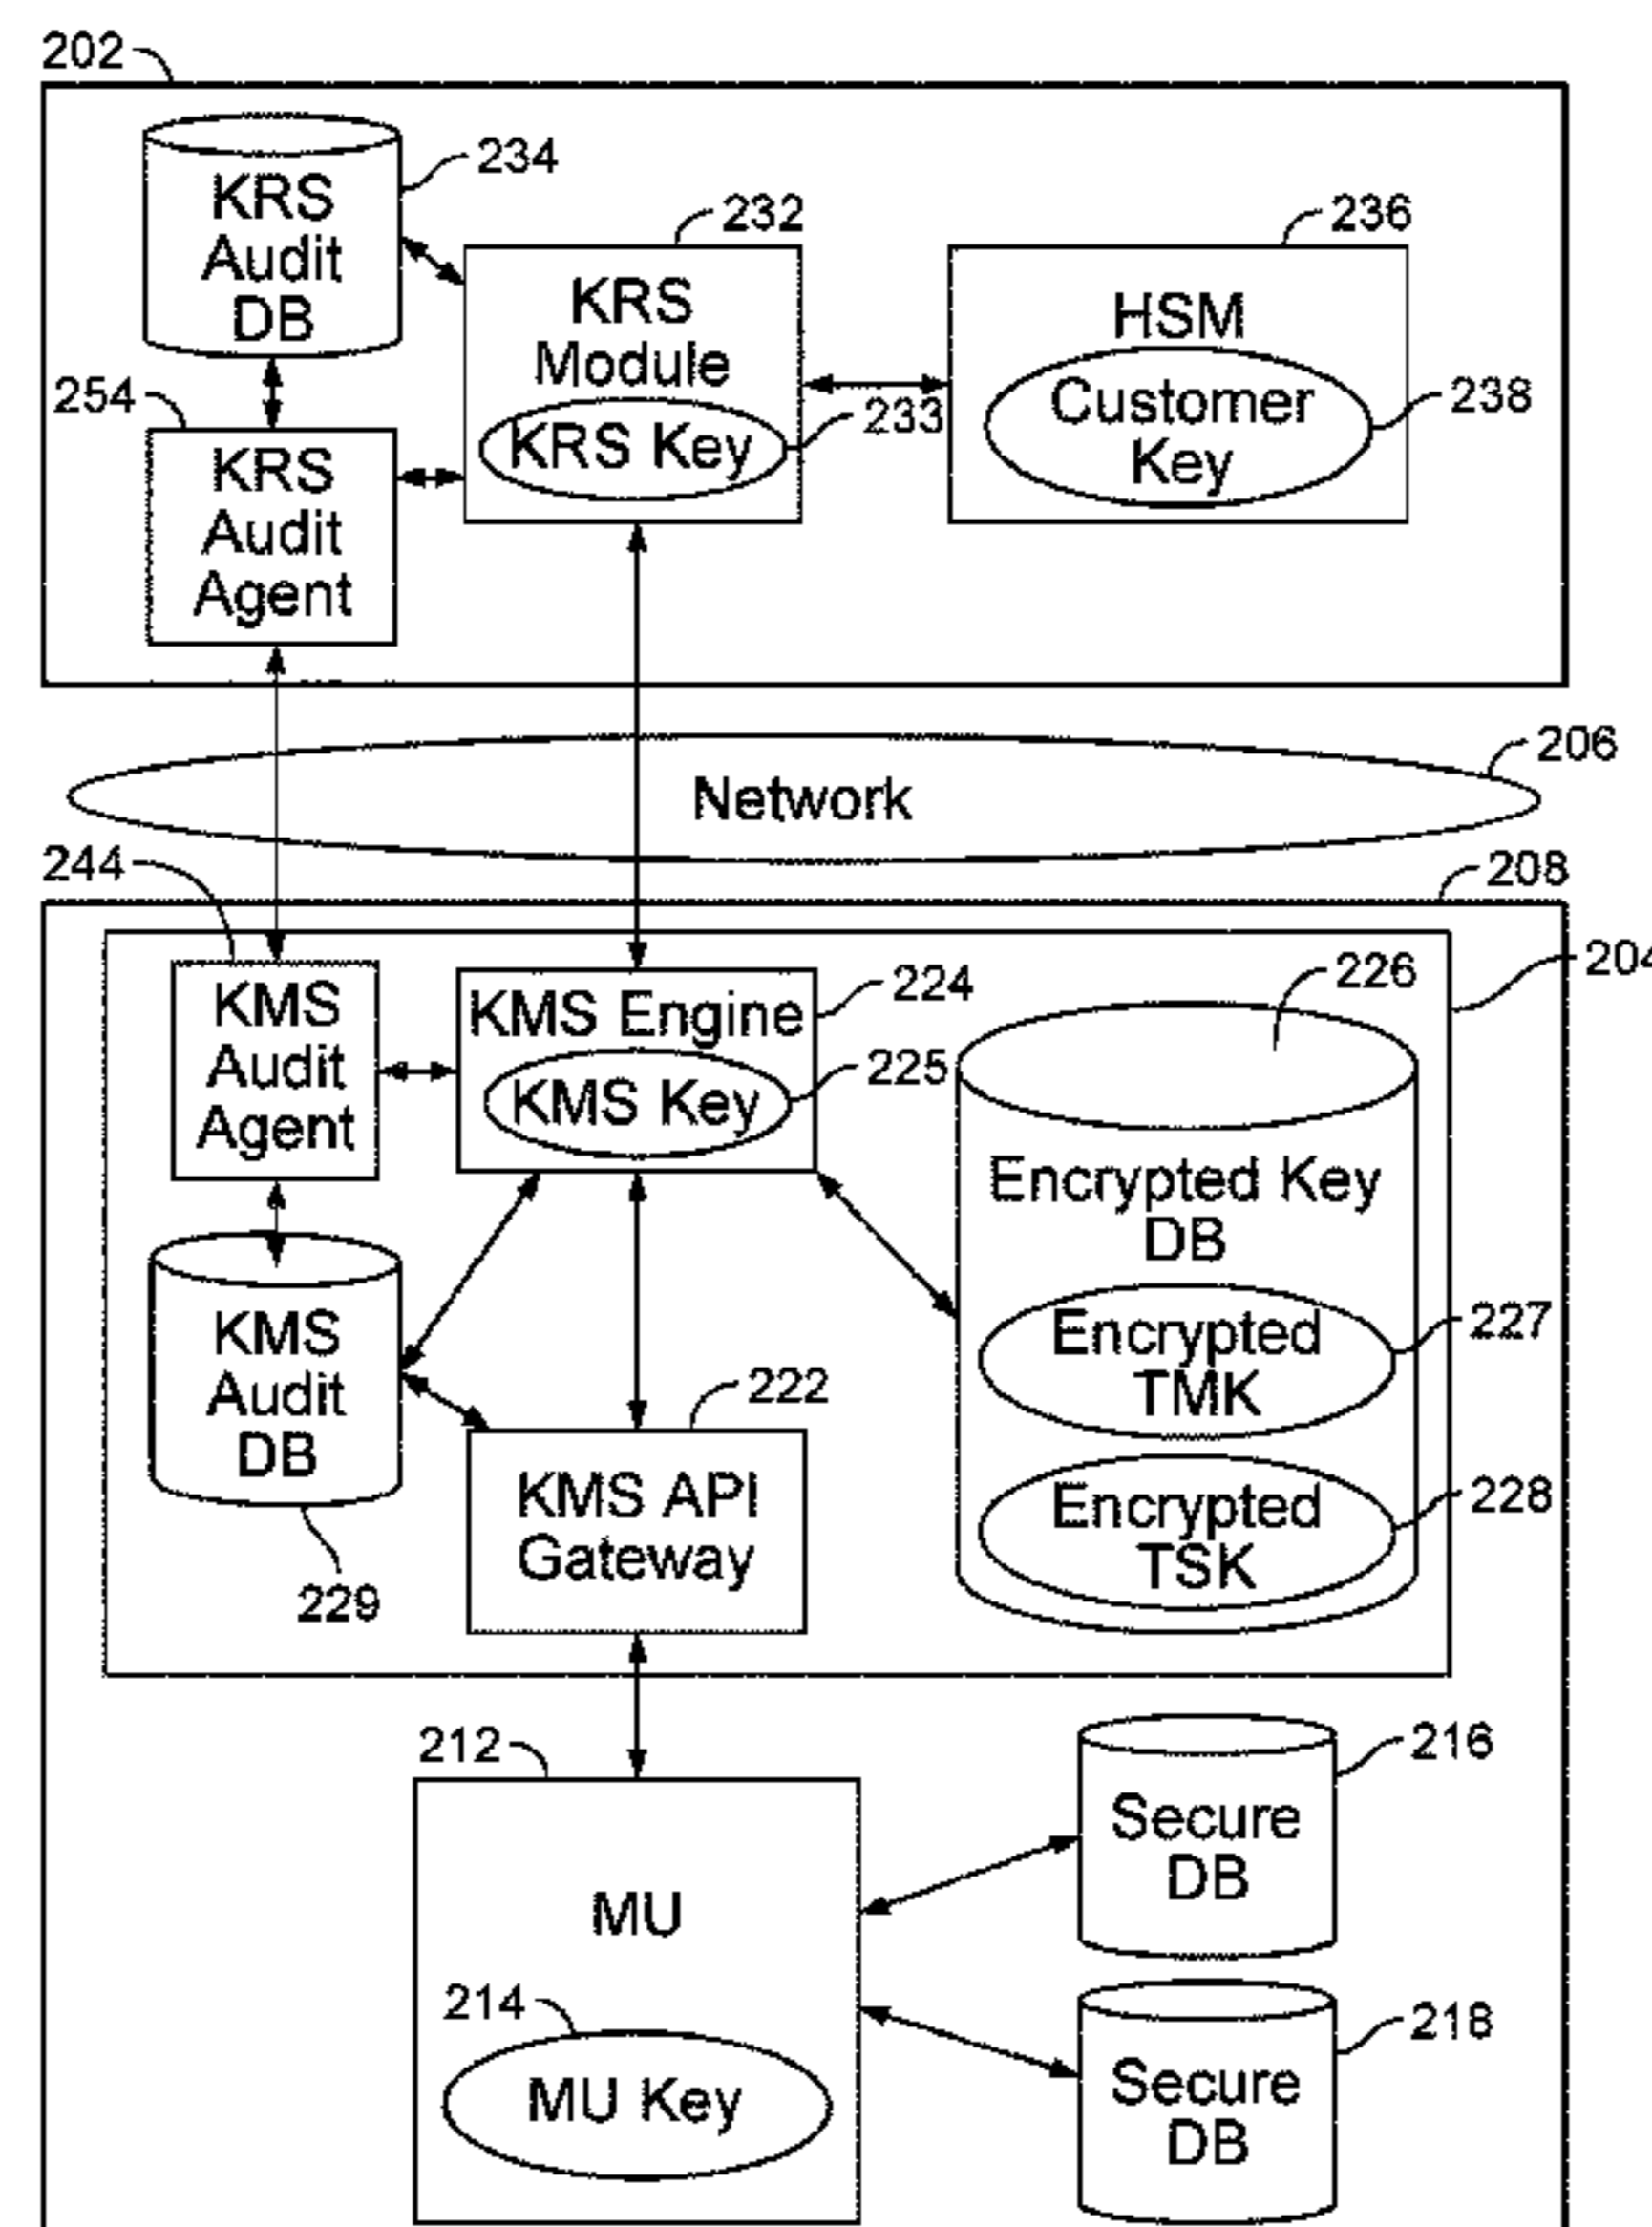 202
KRS
Audit
DB
234
232
236
KRS
Module
KRS Key
233
HSM
Customer
Key
238
254
KRS
Audit
Agent
Network
206
244
208
204
KMS
Audit
Agent
KMS Engine
224
KMS Key
225
226
Encrypted Key
DB
Encrypted
TMK
227
Encrypted
TSK
228
KMS
Audit
DB
229
222
KMS API
Gateway
212
MU
214
MU Key
Secure
DB
216
Secure
DB
218